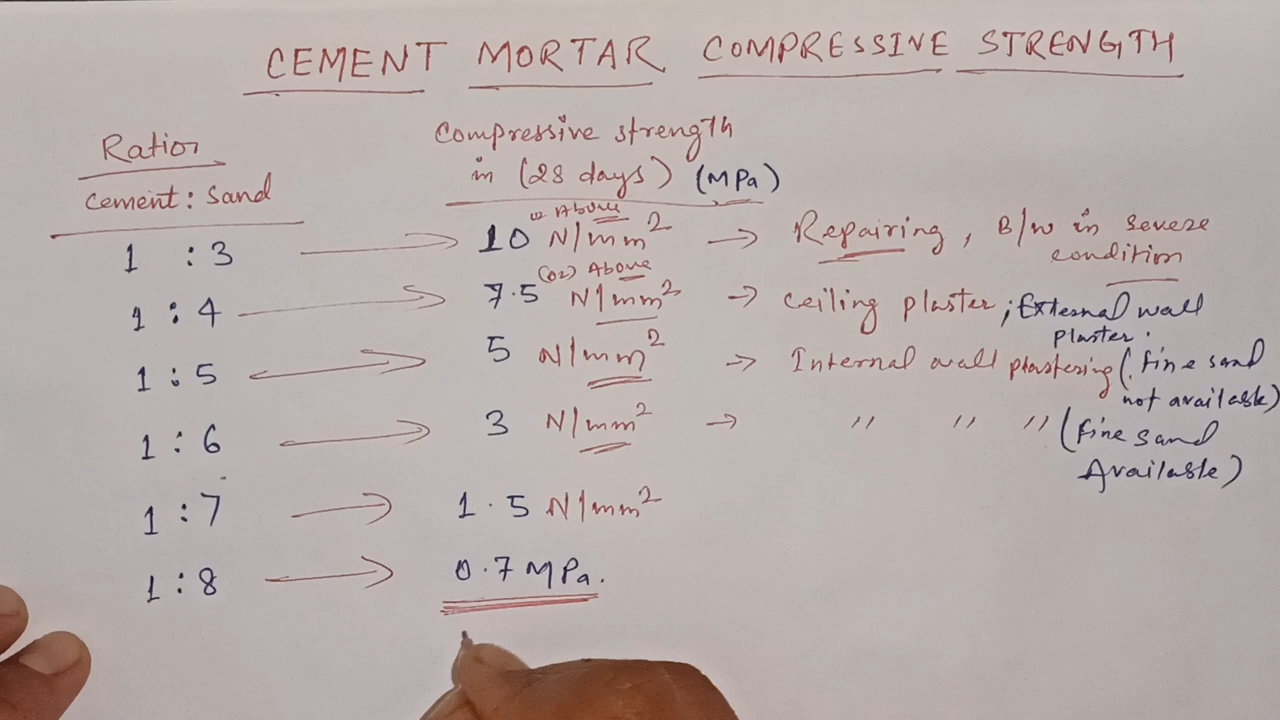 CEMENT MORTAR COMPRESSIVE STRENGTH
Ratior
cement : sand
Compressive strength
in (28 days) (MPa)
1 : 3 → 10 N/mm² or Above → Repairing, B/w in severe
condition
1 : 4 → 7.5 N/mm² (or) Above → ceiling plaster; External wall
plaster.
1 : 5 → 5 N/mm² → Internal wall plastering (fine sand
not available)
1 : 6 → 3 N/mm² → " " " (fine sand
Available)
1 : 7 → 1.5 N/mm²
1 : 8 → 0.7 MPa.